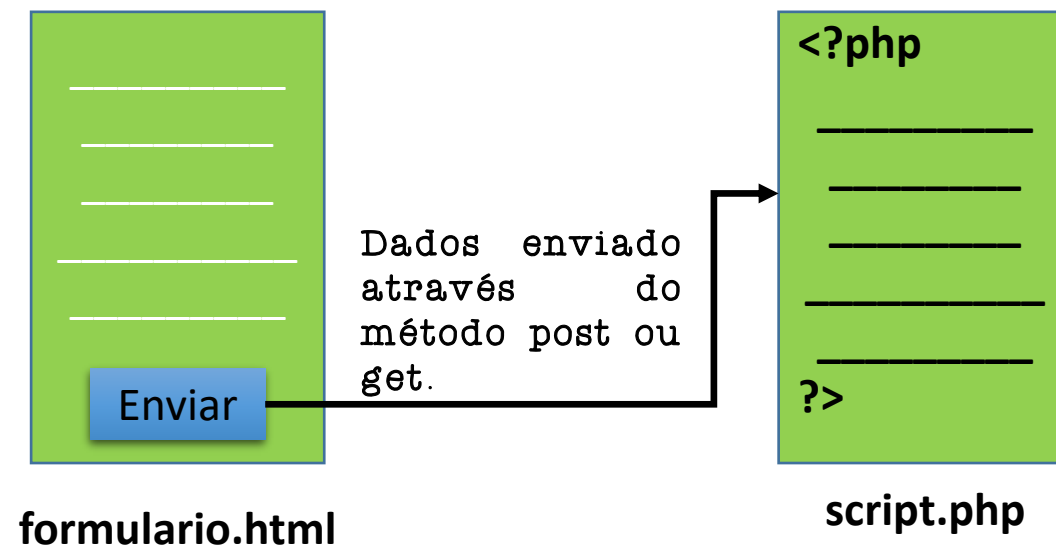 <?php
Dados enviado
através do
método post ou
get.
Enviar
?>
formulario.html
script.php